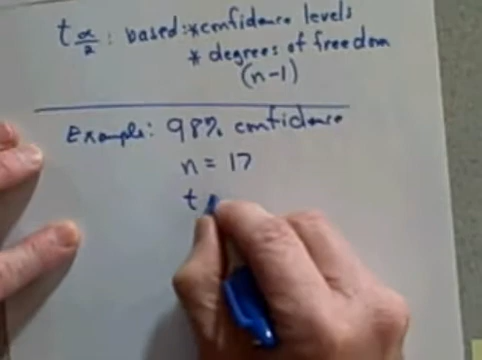 t α/2 : based: * confidence levels
* degrees of freedom
(n-1)
Example: 98% confidence
n = 17
t